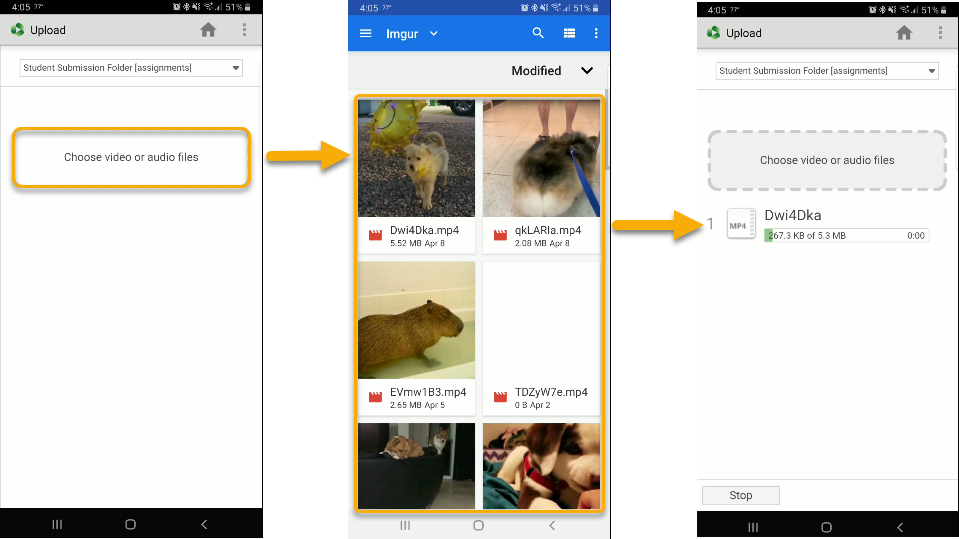 4:05 77° 51%
Upload
Student Submission Folder [assignments]
Choose video or audio files
4:05 77° 51%
Imgur
Modified
Dwi4Dka.mp4
5.52 MB Apr 8
qkLARIa.mp4
2.08 MB Apr 8
EVmw1B3.mp4
2.65 MB Apr 5
TDZyW7e.mp4
0 B Apr 2
4:05 77° 51%
Upload
Student Submission Folder [assignments]
Choose video or audio files
1
MP4
Dwi4Dka
267.3 KB of 5.3 MB 0:00
Stop